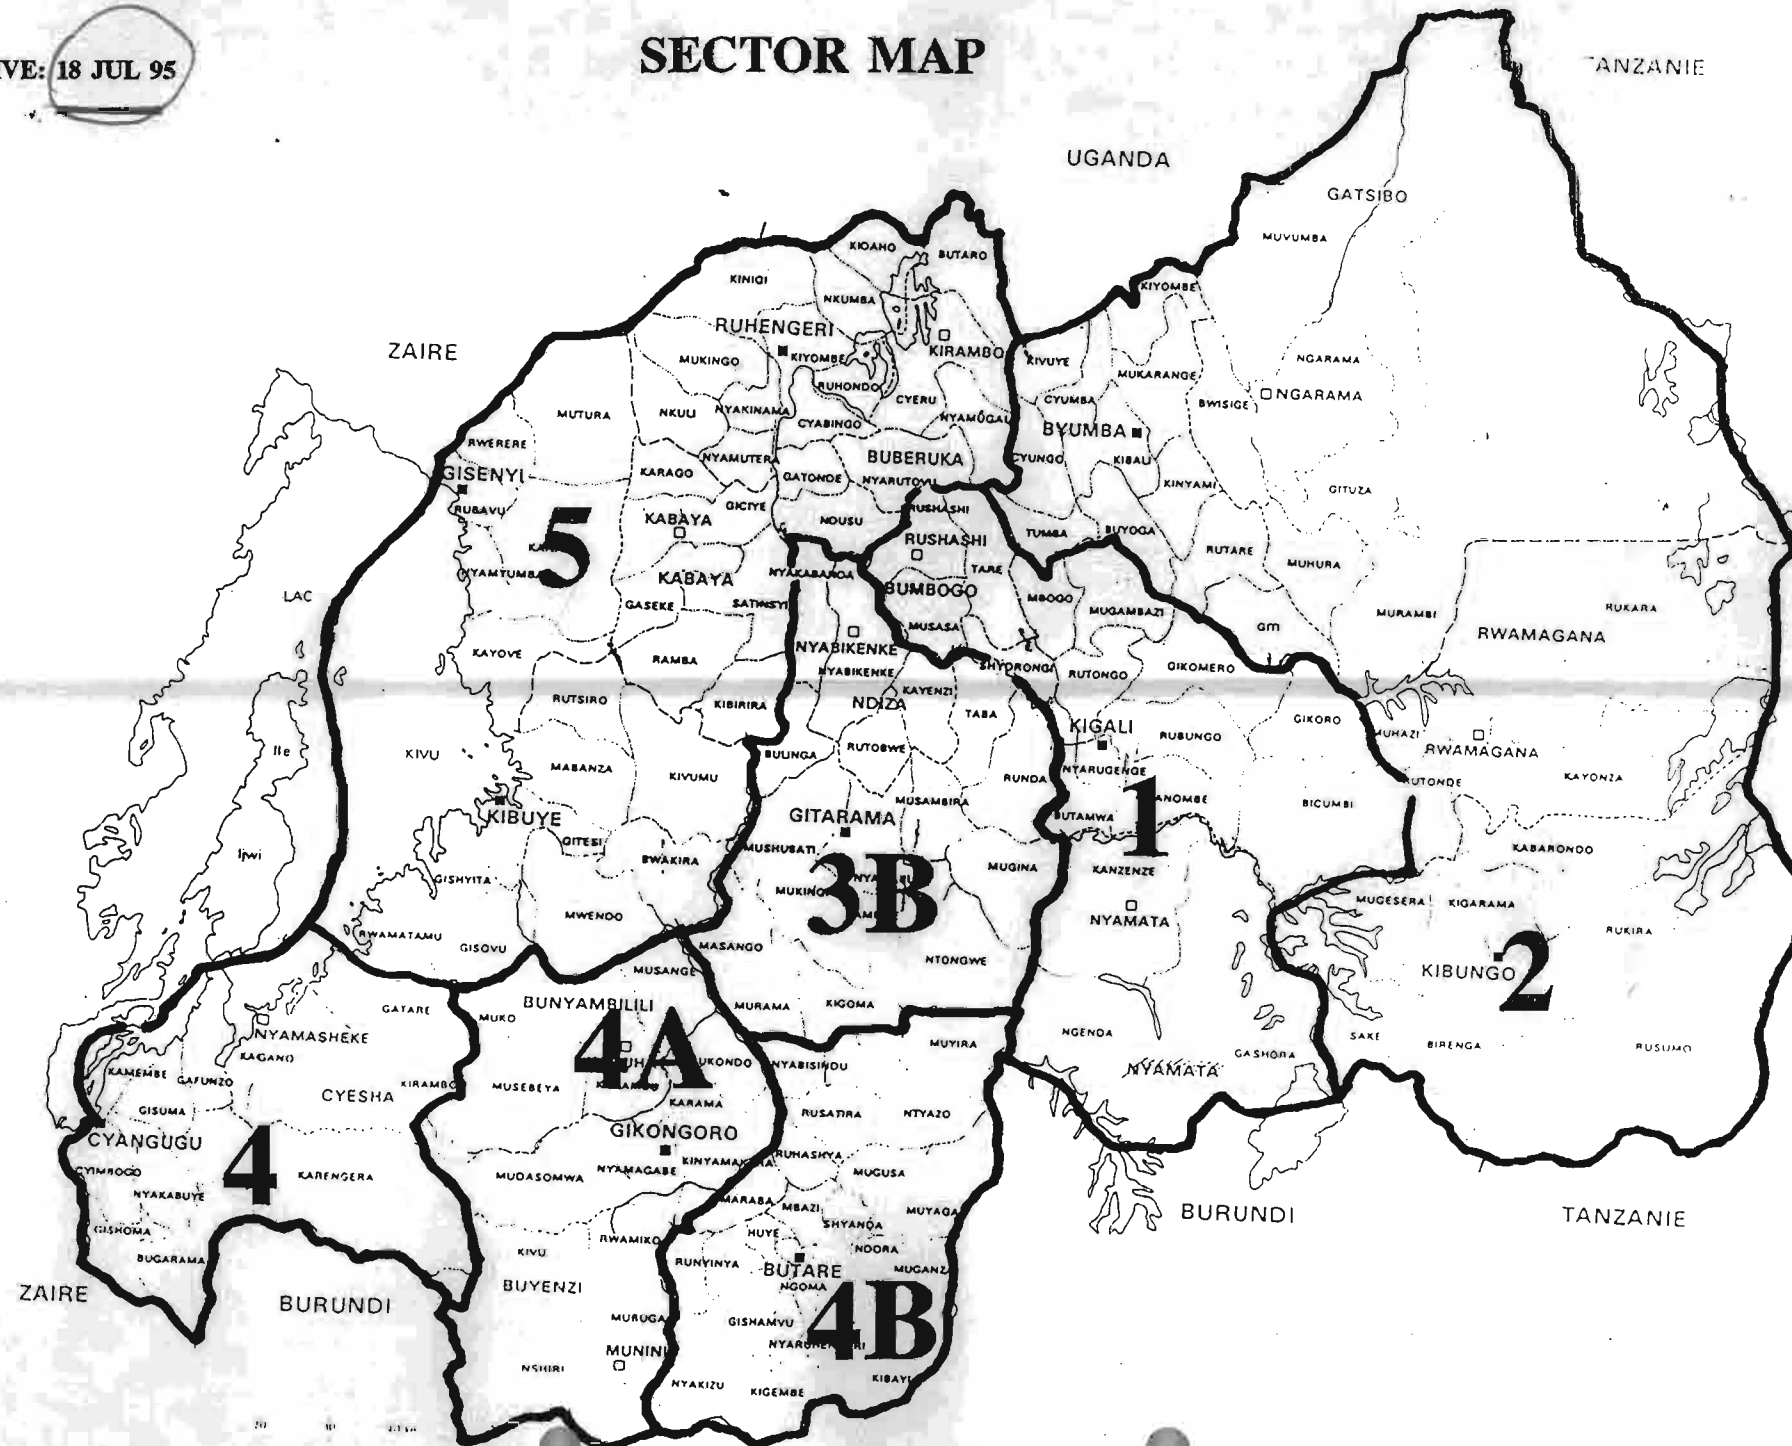 IVE: 18 JUL 95
SECTOR MAP
TANZANIE
UGANDA
GATSIBO
MUVUMBA
KIDAHO
BUTARO
KINIGI
KIYOMBE
NKUMBA
RUHENGERI
KIRAMBO
ZAIRE
MUKINGO
KIYOMBE
KIVUYE
NGARAMA
MUKARANGE
RUHONDO
CYERU
CYUMBA
BWISIGE
NGARAMA
MUTURA
NKULI
NYAKINAMA
CYABINGO
NYAMUGAL
BYUMBA
RWERERE
NYAMUTERA
BUBERUKA
CYUNGO
KIBALI
GISENYI
KARAGO
GATONDE
NYARUTOVU
KINYAMI
GITUZA
RUBAVU
5
KABAYA
GICIYE
NDUSU
RUSHASHI
TUMBA
BUYOGA
RUSHASHI
RUTARE
MUHURA
NYAMYUMBA
KABAYA
NYAKABANDA
TARE
BUMBOGO
LAC
GASEKE
SATINSYI
MBOGO
MUGAMBAZI
MURAMBI
RUKARA
MUSASA
GITI
RWAMAGANA
KAYOVE
RAMBA
NYABIKENKE
NYABIKENKE
SHYORONGI
RUTONGO
GIKOMERO
RUTSIRO
KIBIRIRA
NDIZA
KAYENZI
TABA
KIGALI
GIKORO
MUHAZI
RWAMAGANA
KIVU
Ile
BULINGA
RUTOBWE
RUBUNGO
MABANZA
KIVUMU
RUNDA
NYARUGENGE
RUTONDE
KAYONZA
KIBUYE
GITARAMA
MUSAMBIRA
BUTAMWA
1
BICUMBI
GITESI
MUSHUBATI
KABARONDO
Ijwi
BWAKIRA
3B
MUGINA
KANZENZE
GISHYITA
MUGESERA
KIGARAMA
MWENDO
NYAMATA
RWAMATAMU
GISOVU
MASANGO
NTONGWE
RUKIRA
KIBUNGO
2
MUSANGE
BUNYAMBILILI
MURAMA
KIGOMA
GATARE
MUKO
4A
NYAMASHEKE
KAGANO
NGENDA
SAKE
BIRENGA
RUSUMO
GASHORA
NYABISINDU
MUYIRA
KAMEMBE
GAFUNZO
CYESHA
KIRAMBO
MUSEBEYA
NYAMATA
GISUMA
KARAMA
RUSATIRA
NTYAZO
CYANGUGU
4
GIKONGORO
CYIMBOGO
KARENGERA
MUDASOMWA
NYAMAGABE
RUHASHYA
MUGUSA
NYAKABUYE
MARABA
MBAZI
MUYAGA
BURUNDI
TANZANIE
GISHOMA
SHYANDA
HUYE
RWAMIKO
NDORA
BUGARAMA
KIVU
RUNYINYA
BUTARE
NGOMA
MUGANZA
ZAIRE
BURUNDI
BUYENZI
4B
MURUGA
GISHAMVU
MUNINI
NSHIRI
NYAKIZU
KIGEMBE
KIBAYI